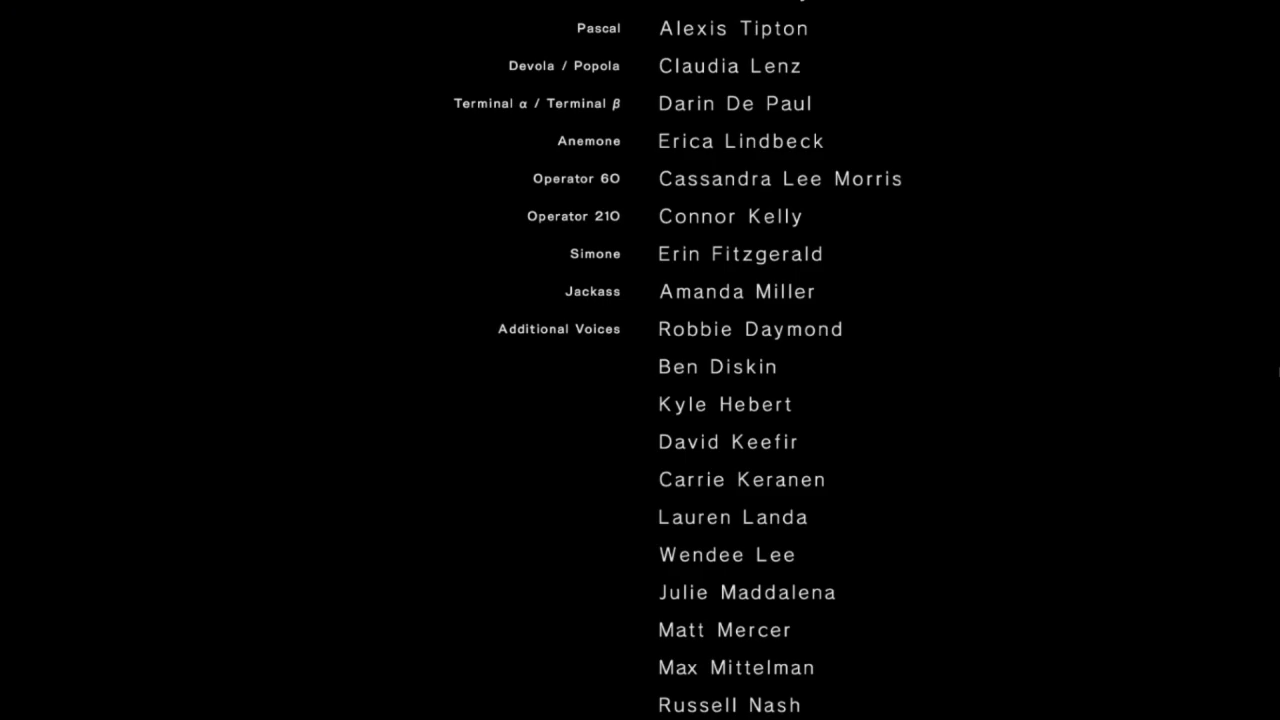 Pascal Alexis Tipton
Devola / Popola Claudia Lenz
Terminal α / Terminal β Darin De Paul
Anemone Erica Lindbeck
Operator 6O Cassandra Lee Morris
Operator 21O Connor Kelly
Simone Erin Fitzgerald
Jackass Amanda Miller
Additional Voices Robbie Daymond
Ben Diskin
Kyle Hebert
David Keefir
Carrie Keranen
Lauren Landa
Wendee Lee
Julie Maddalena
Matt Mercer
Max Mittelman
Russell Nash